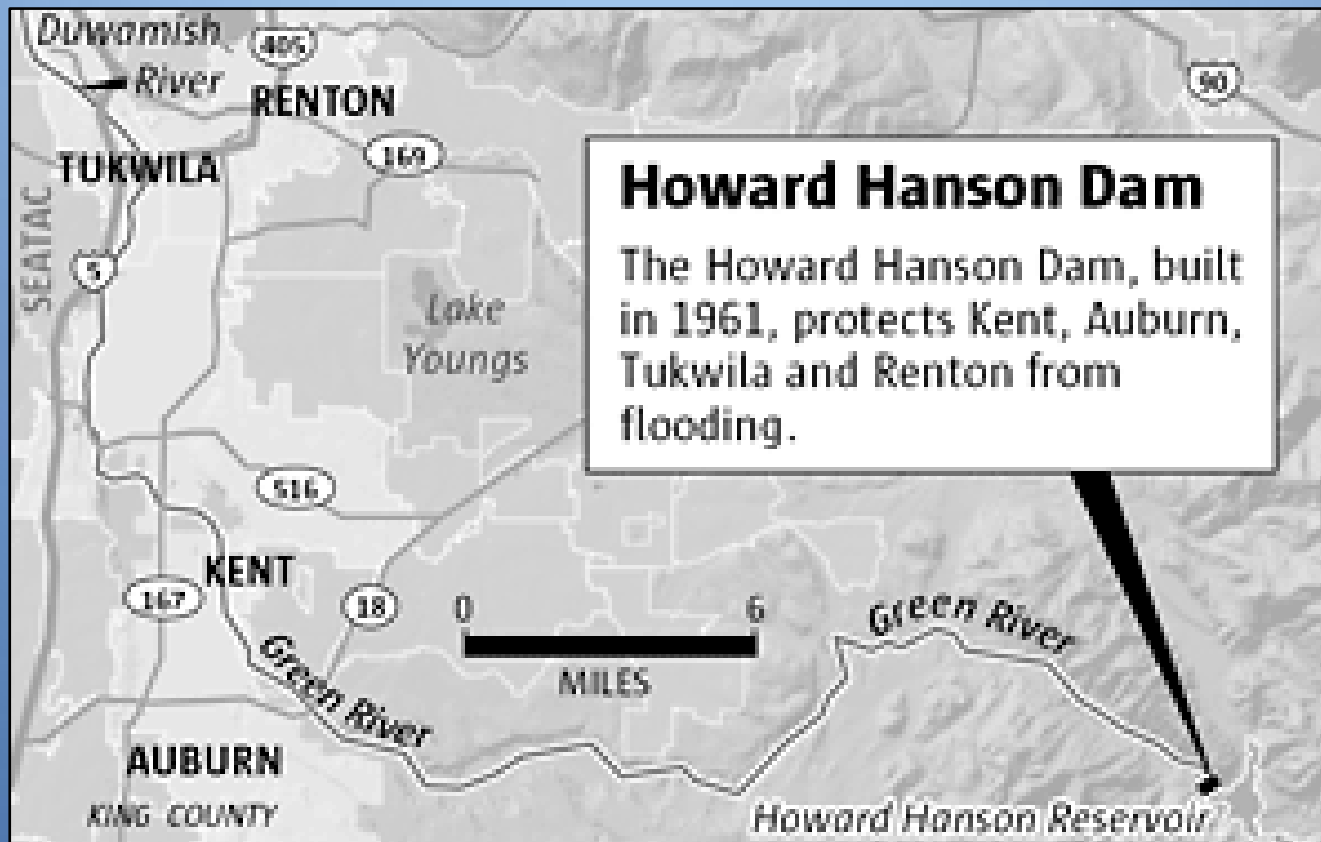 Duwamish
River
405
RENTON
90
TUKWILA
169
SEATAC
5
Lake
Youngs
Howard Hanson Dam
The Howard Hanson Dam, built
in 1961, protects Kent, Auburn,
Tukwila and Renton from
flooding.
516
KENT
167
18
0 6
MILES
Green River
Green River
AUBURN
KING COUNTY
Howard Hanson Reservoir